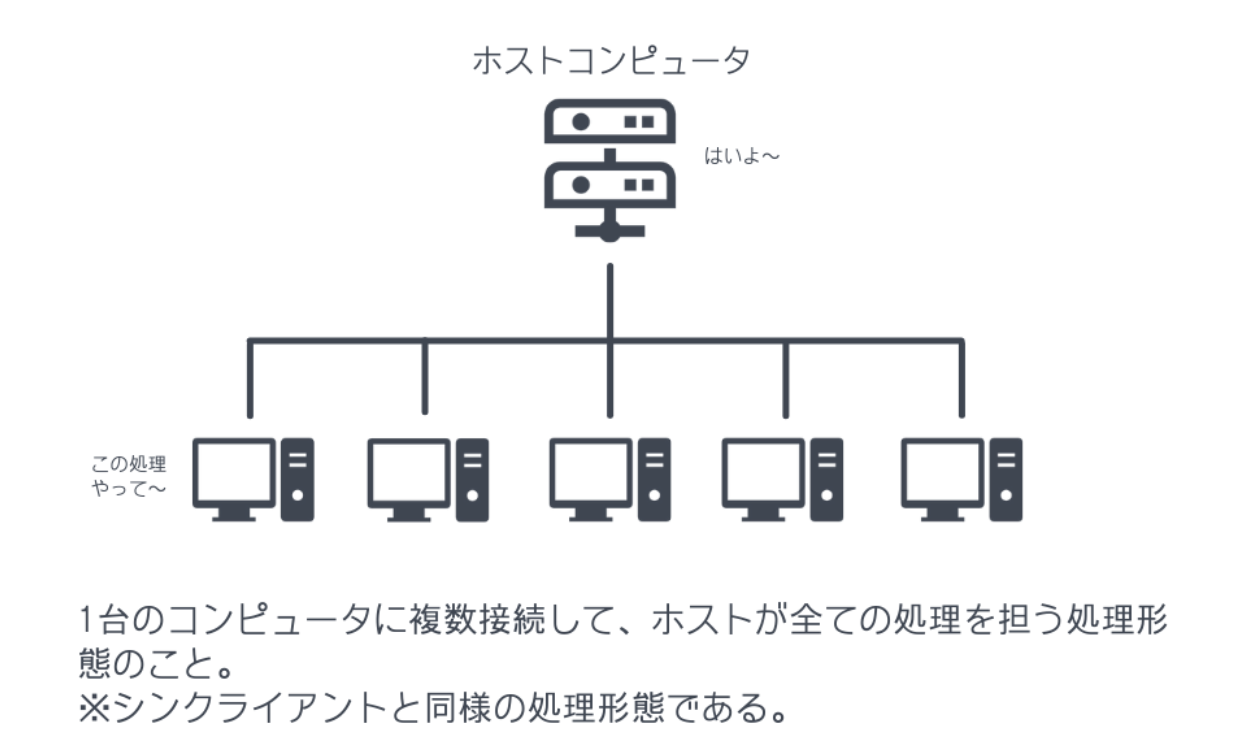 ホストコンピュータ
はいよ〜
この処理
やって〜
1台のコンピュータに複数接続して、ホストが全ての処理を担う処理形
態のこと。
※シンクライアントと同様の処理形態である。